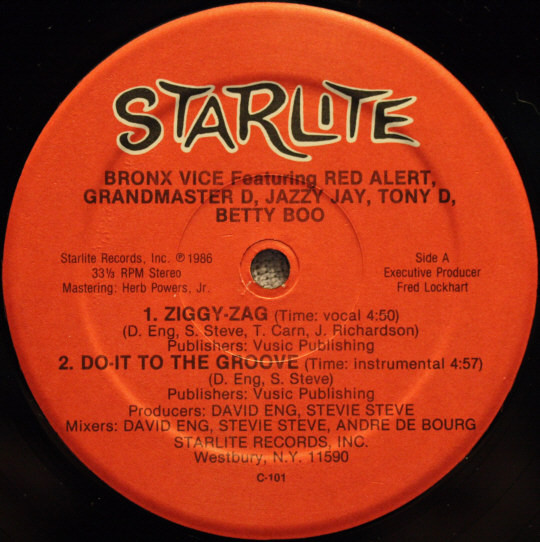 STARLITE
BRONX VICE Featuring RED ALERT,
GRANDMASTER D, JAZZY JAY, TONY D,
BETTY BOO
Starlite Records, Inc. ℗ 1986
33⅓ RPM Stereo
Mastering: Herb Powers, Jr.
Side A
Executive Producer
Fred Lockhart
1. ZIGGY-ZAG (Time: vocal 4:50)
(D. Eng, S. Steve, T. Carn, J. Richardson)
Publishers: Vusic Publishing
2. DO-IT TO THE GROOVE (Time: instrumental 4:57)
(D. Eng, S. Steve)
Publishers: Vusic Publishing
Producers: DAVID ENG, STEVIE STEVE
Mixers: DAVID ENG, STEVIE STEVE, ANDRE DE BOURG
STARLITE RECORDS, INC.
Westbury, N.Y. 11590
C-101